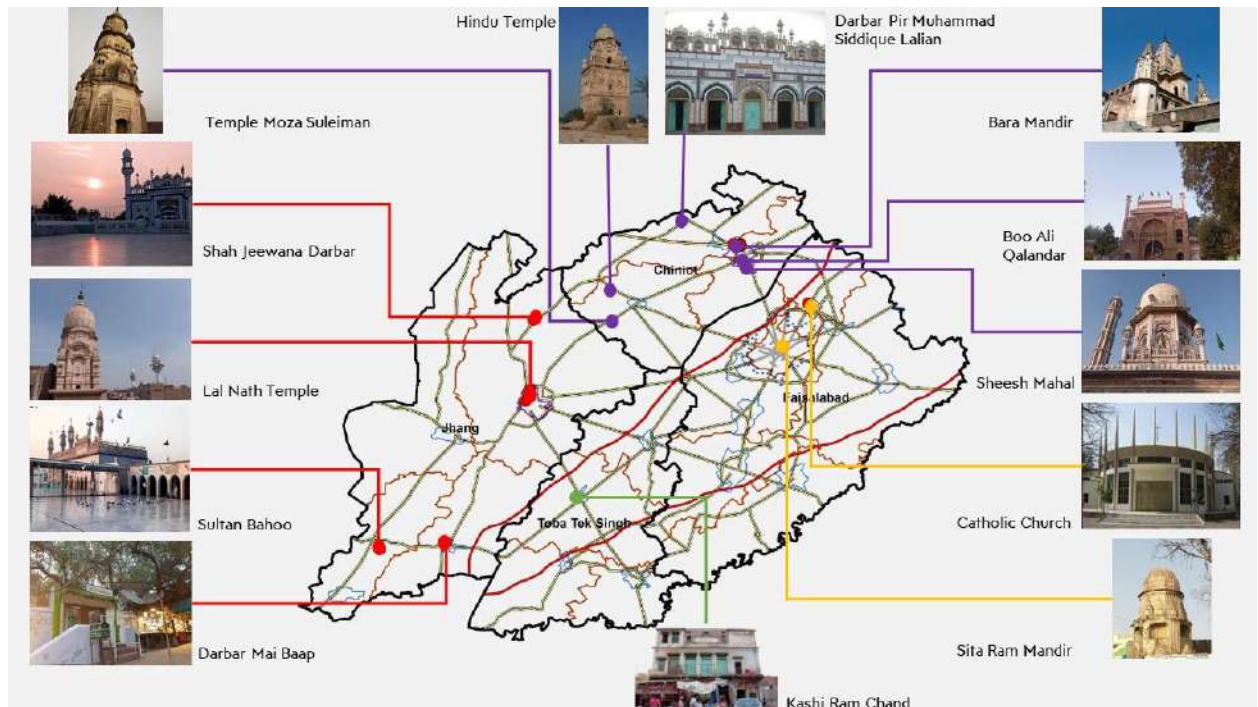 Hindu Temple
Darbar Pir Muhammad
Siddique Lalian
Temple Moza Suleiman
Bara Mandir
Shah Jeewana Darbar
Boo Ali
Qalandar
Chiniot
Lal Nath Temple
Sheesh Mahal
Faisalabad
Jhang
Sultan Bahoo
Toba Tek Singh
Catholic Church
Darbar Mai Baap
Sita Ram Mandir
Kashi Ram Chand